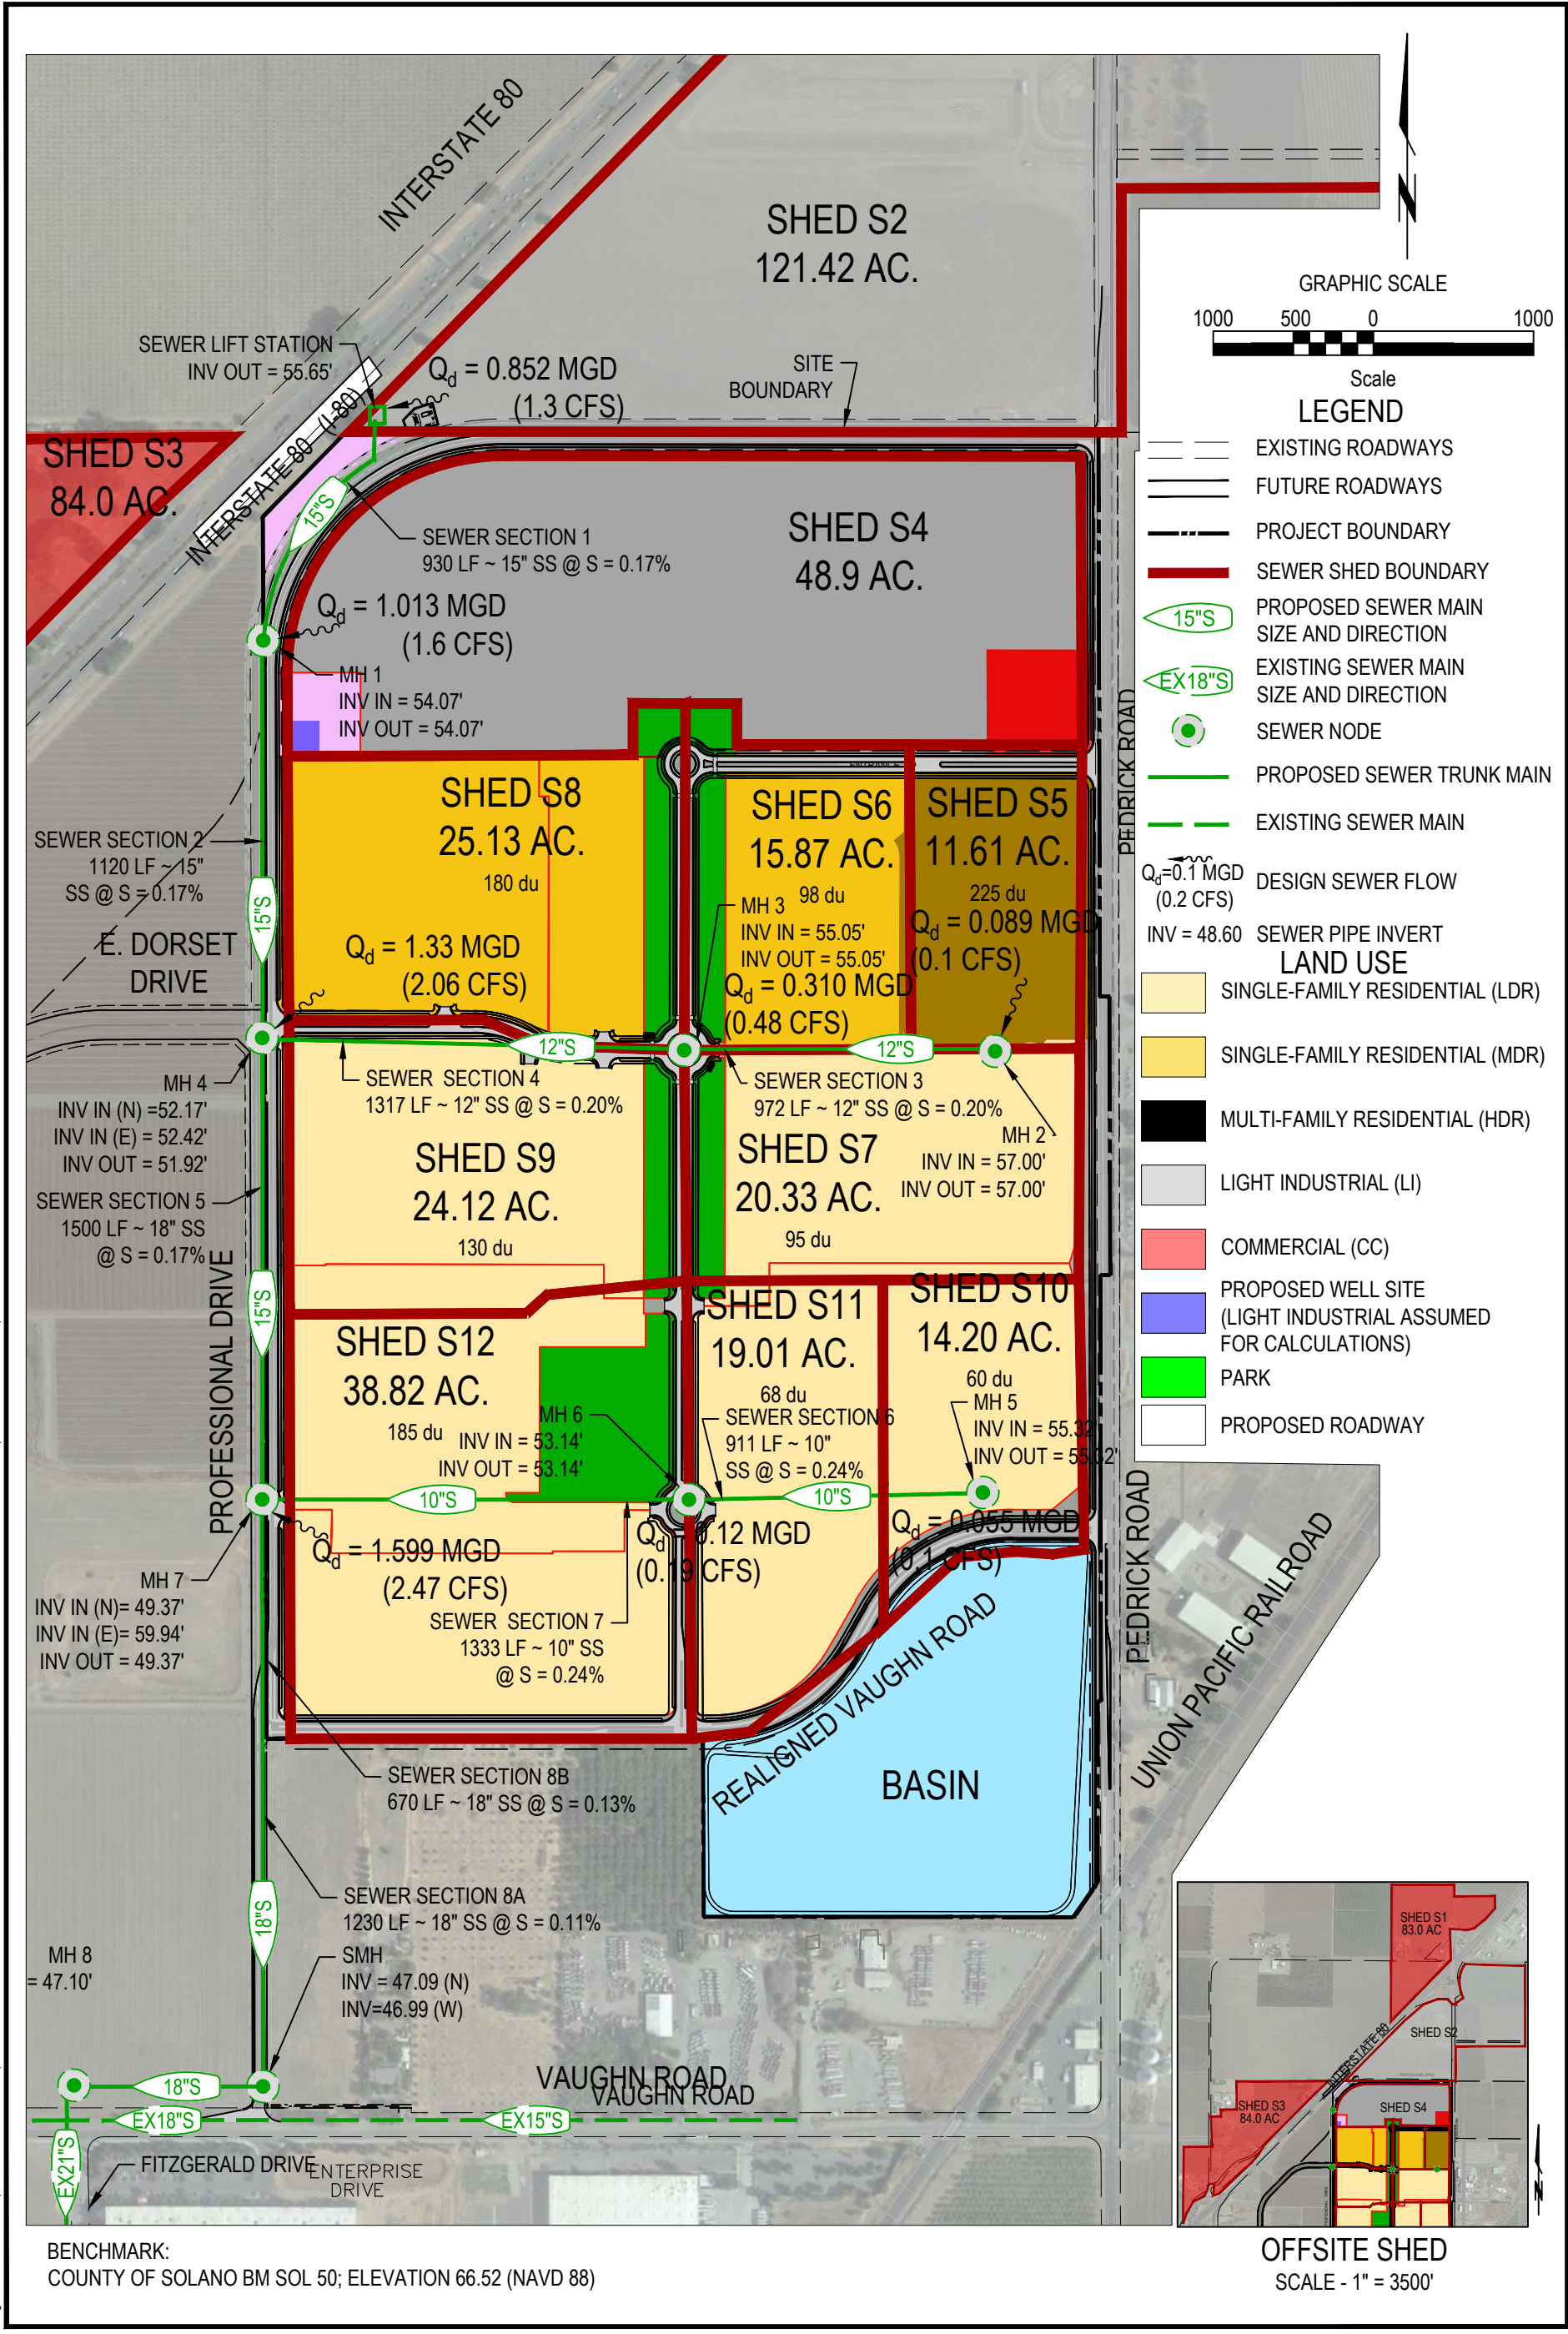 INTERSTATE 80
SHED S2
121.42 AC.
N
GRAPHIC SCALE
1000 500 0 1000
Scale
SEWER LIFT STATION
INV OUT = 55.65'
Qd = 0.852 MGD
(1.3 CFS)
SITE
BOUNDARY
INTERSTATE 80 (I-80)
SHED S3
84.0 AC.
15"S
SEWER SECTION 1
930 LF ~ 15" SS @ S = 0.17%
SHED S4
48.9 AC.
Qd = 1.013 MGD
(1.6 CFS)
MH 1
INV IN = 54.07'
INV OUT = 54.07'
PEDRICK ROAD
SHED S8
25.13 AC.
180 du
SHED S6
15.87 AC.
98 du
SHED S5
11.61 AC.
225 du
SEWER SECTION 2
1120 LF ~ 15"
SS @ S = 0.17%
15"S
MH 3
INV IN = 55.05'
INV OUT = 55.05'
Qd = 0.089 MGD
(0.1 CFS)
E. DORSET
DRIVE
Qd = 1.33 MGD
(2.06 CFS)
Qd = 0.310 MGD
(0.48 CFS)
12"S
12"S
MH 4
INV IN (N) =52.17'
INV IN (E) = 52.42'
INV OUT = 51.92'
SEWER SECTION 4
1317 LF ~ 12" SS @ S = 0.20%
SEWER SECTION 3
972 LF ~ 12" SS @ S = 0.20%
MH 2
INV IN = 57.00'
INV OUT = 57.00'
SHED S9
24.12 AC.
130 du
SHED S7
20.33 AC.
95 du
SEWER SECTION 5
1500 LF ~ 18" SS
@ S = 0.17%
PROFESSIONAL DRIVE
15"S
SHED S12
38.82 AC.
185 du
SHED S11
19.01 AC.
68 du
SHED S10
14.20 AC.
60 du
MH 6
INV IN = 53.14'
INV OUT = 53.14'
SEWER SECTION 6
911 LF ~ 10"
SS @ S = 0.24%
MH 5
INV IN = 55.32'
INV OUT = 55.32'
10"S
10"S
Qd = 1.599 MGD
(2.47 CFS)
Qd = 0.12 MGD
(0.19 CFS)
Qd = 0.055 MGD
(0.1 CFS)
MH 7
INV IN (N)= 49.37'
INV IN (E)= 59.94'
INV OUT = 49.37'
SEWER SECTION 7
1333 LF ~ 10" SS
@ S = 0.24%
PEDRICK ROAD
UNION PACIFIC RAILROAD
REALIGNED VAUGHN ROAD
BASIN
SEWER SECTION 8B
670 LF ~ 18" SS @ S = 0.13%
SEWER SECTION 8A
1230 LF ~ 18" SS @ S = 0.11%
18"S
MH 8
= 47.10'
SMH
INV = 47.09 (N)
INV=46.99 (W)
VAUGHN ROAD
VAUGHN ROAD
18"S
EX18"S
EX15"S
EX21"S
FITZGERALD DRIVE
ENTERPRISE
DRIVE
BENCHMARK:
COUNTY OF SOLANO BM SOL 50; ELEVATION 66.52 (NAVD 88)
LEGEND
EXISTING ROADWAYS
FUTURE ROADWAYS
PROJECT BOUNDARY
SEWER SHED BOUNDARY
15"S
PROPOSED SEWER MAIN
SIZE AND DIRECTION
EX18"S
EXISTING SEWER MAIN
SIZE AND DIRECTION
SEWER NODE
PROPOSED SEWER TRUNK MAIN
EXISTING SEWER MAIN
Qd=0.1 MGD
(0.2 CFS)
DESIGN SEWER FLOW
INV = 48.60 SEWER PIPE INVERT
LAND USE
SINGLE-FAMILY RESIDENTIAL (LDR)
SINGLE-FAMILY RESIDENTIAL (MDR)
MULTI-FAMILY RESIDENTIAL (HDR)
LIGHT INDUSTRIAL (LI)
COMMERCIAL (CC)
PROPOSED WELL SITE
(LIGHT INDUSTRIAL ASSUMED
FOR CALCULATIONS)
PARK
PROPOSED ROADWAY
SHED S1
83.0 AC
SHED S2
INTERSTATE 80
SHED S3
84.0 AC
SHED S4
N
OFFSITE SHED
SCALE - 1" = 3500'